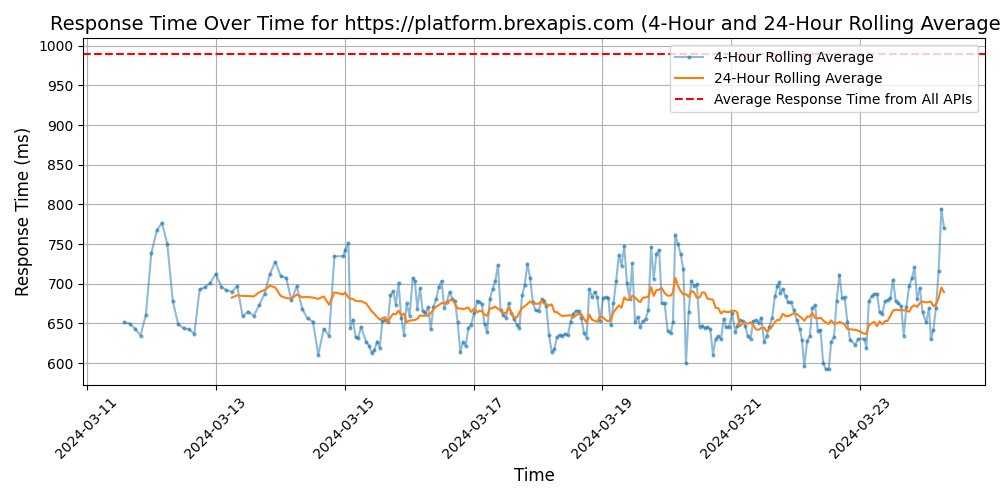 Response Time Over Time for https://platform.brexapis.com (4-Hour and 24-Hour Rolling Average
1000
950
900
850
800
750
700
650
600
Response Time (ms)
4-Hour Rolling Average
24-Hour Rolling Average
Average Response Time from All APIs
2024-03-11
2024-03-13
2024-03-15
2024-03-17
2024-03-19
2024-03-21
2024-03-23
Time